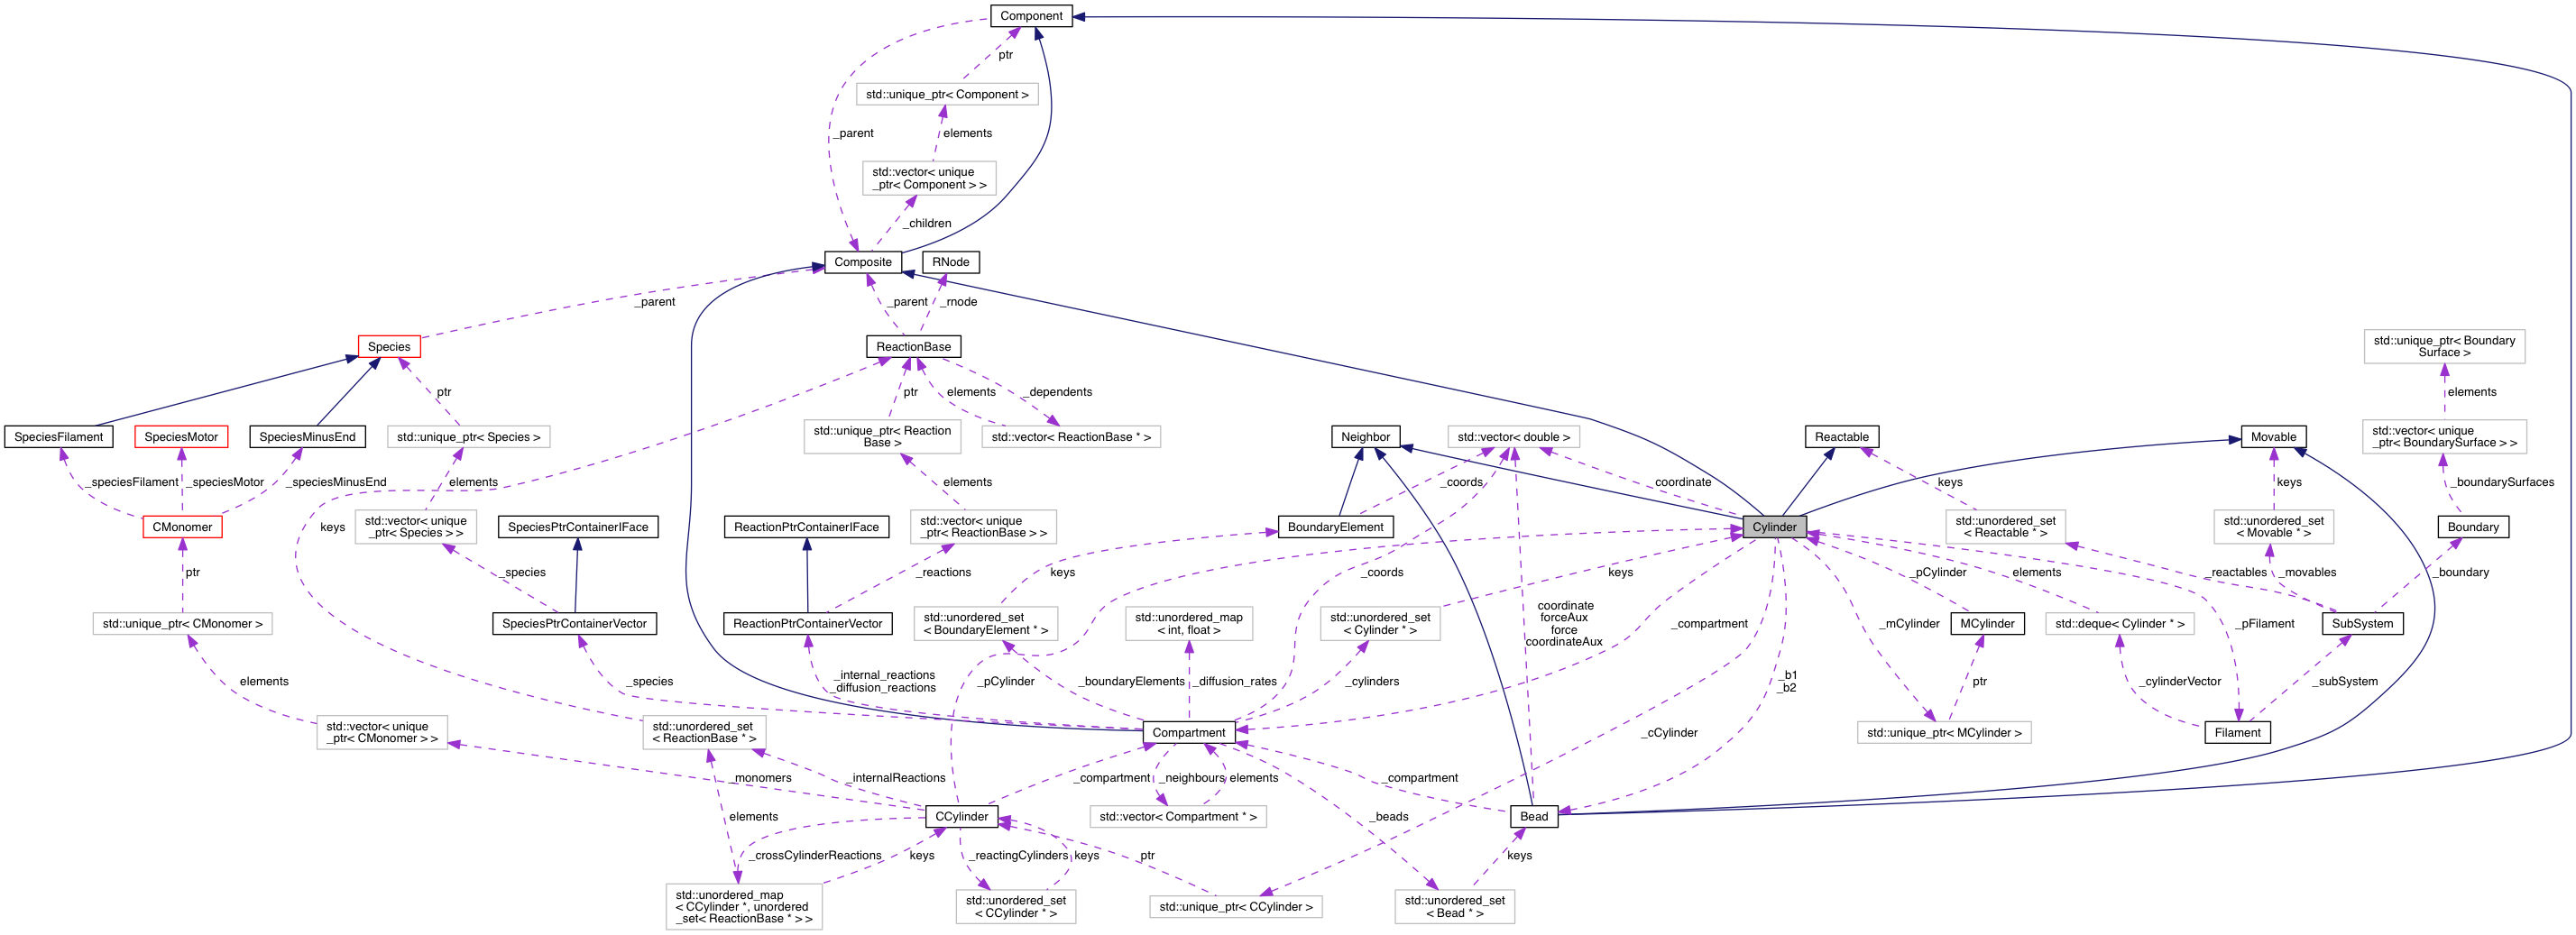 Component
ptr
std::unique_ptr< Component >
_parent
elements
std::vector< unique
_ptr< Component > >
_children
Composite
RNode
_parent
_parent
_rnode
Species
ReactionBase
std::unique_ptr< Boundary
Surface >
ptr
ptr
elements
_dependents
elements
SpeciesFilament
SpeciesMotor
SpeciesMinusEnd
std::unique_ptr< Species >
std::unique_ptr< Reaction
Base >
std::vector< ReactionBase * >
Neighbor
std::vector< double >
Reactable
Movable
std::vector< unique
_ptr< BoundarySurface > >
_speciesFilament
_speciesMotor
_speciesMinusEnd
elements
elements
_coords
coordinate
keys
keys
_boundarySurfaces
CMonomer
keys
std::vector< unique
_ptr< Species > >
SpeciesPtrContainerIFace
ReactionPtrContainerIFace
std::vector< unique
_ptr< ReactionBase > >
BoundaryElement
Cylinder
std::unordered_set
< Reactable * >
std::unordered_set
< Movable * >
Boundary
ptr
_species
_reactions
keys
_coords
keys
_pCylinder
elements
_reactables
_movables
_boundary
std::unique_ptr< CMonomer >
SpeciesPtrContainerVector
ReactionPtrContainerVector
std::unordered_set
< BoundaryElement * >
std::unordered_map
< int, float >
std::unordered_set
< Cylinder * >
coordinate
forceAux
force
coordinateAux
_compartment
_mCylinder
MCylinder
std::deque< Cylinder * >
_pFilament
SubSystem
elements
_species
_internal_reactions
_diffusion_reactions
_pCylinder
_boundaryElements
_diffusion_rates
_cylinders
_b1
_b2
ptr
_cylinderVector
_subSystem
std::vector< unique
_ptr< CMonomer > >
std::unordered_set
< ReactionBase * >
Compartment
_cCylinder
std::unique_ptr< MCylinder >
Filament
_monomers
_internalReactions
_compartment
_neighbours
elements
_compartment
elements
CCylinder
std::vector< Compartment * >
_beads
Bead
_crossCylinderReactions
keys
_reactingCylinders
keys
ptr
keys
std::unordered_map
< CCylinder *, unordered
_set< ReactionBase * > >
std::unordered_set
< CCylinder * >
std::unique_ptr< CCylinder >
std::unordered_set
< Bead * >